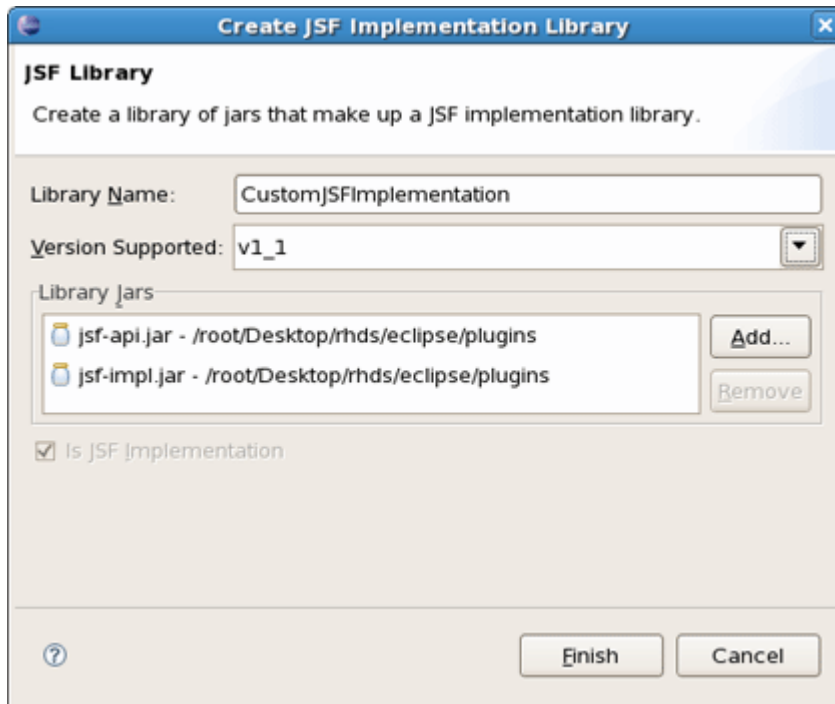 Create JSF Implementation Library
JSF Library
Create a library of jars that make up a JSF implementation library.
Library Name: CustomJSFImplementation
Version Supported: v1_1
Library Jars
jsf-api.jar - /root/Desktop/rhds/eclipse/plugins
Add...
jsf-impl.jar - /root/Desktop/rhds/eclipse/plugins
Remove
Is JSF Implementation
? Finish Cancel